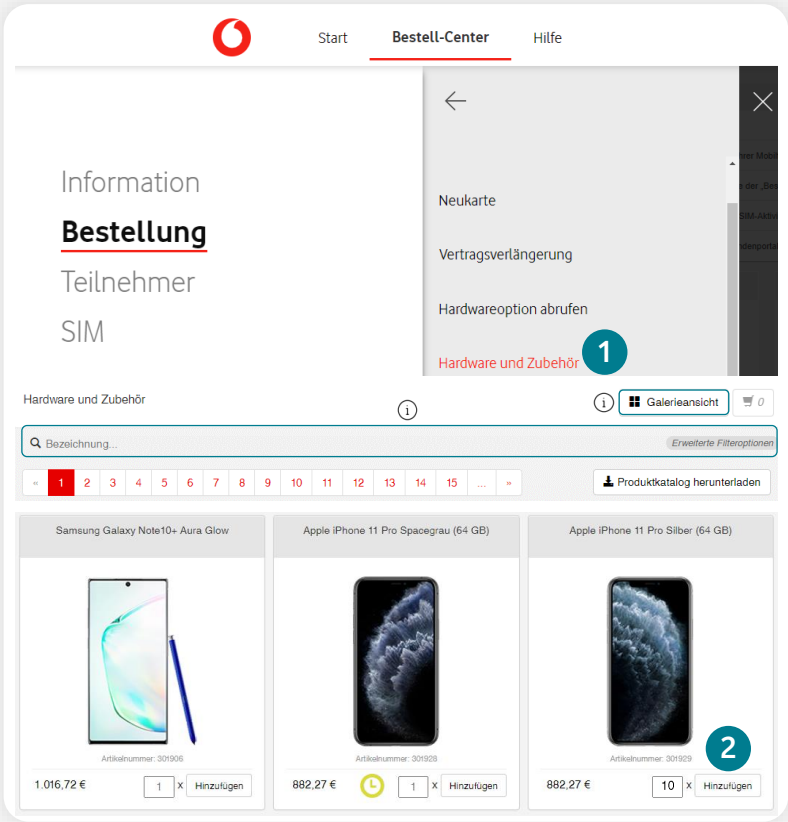 Start Bestell-Center Hilfe
Information
Bestellung
Teilnehmer
SIM
Neukarte
Vertragsverlängerung
Hardwareoption abrufen
Hardware und Zubehör 1
Hardware und Zubehör i i Galerieansicht 0
Bezeichnung... Erweiterte Filteroptionen
« 1 2 3 4 5 6 7 8 9 10 11 12 13 14 15 ... » Produktkatalog herunterladen
Samsung Galaxy Note10+ Aura Glow
Artikelnummer: 301906
1.016,72 € 1 x Hinzufügen
Apple iPhone 11 Pro Spacegrau (64 GB)
Artikelnummer: 301928
882,27 € 1 x Hinzufügen
Apple iPhone 11 Pro Silber (64 GB)
2
Artikelnummer: 301929
882,27 € 10 x Hinzufügen